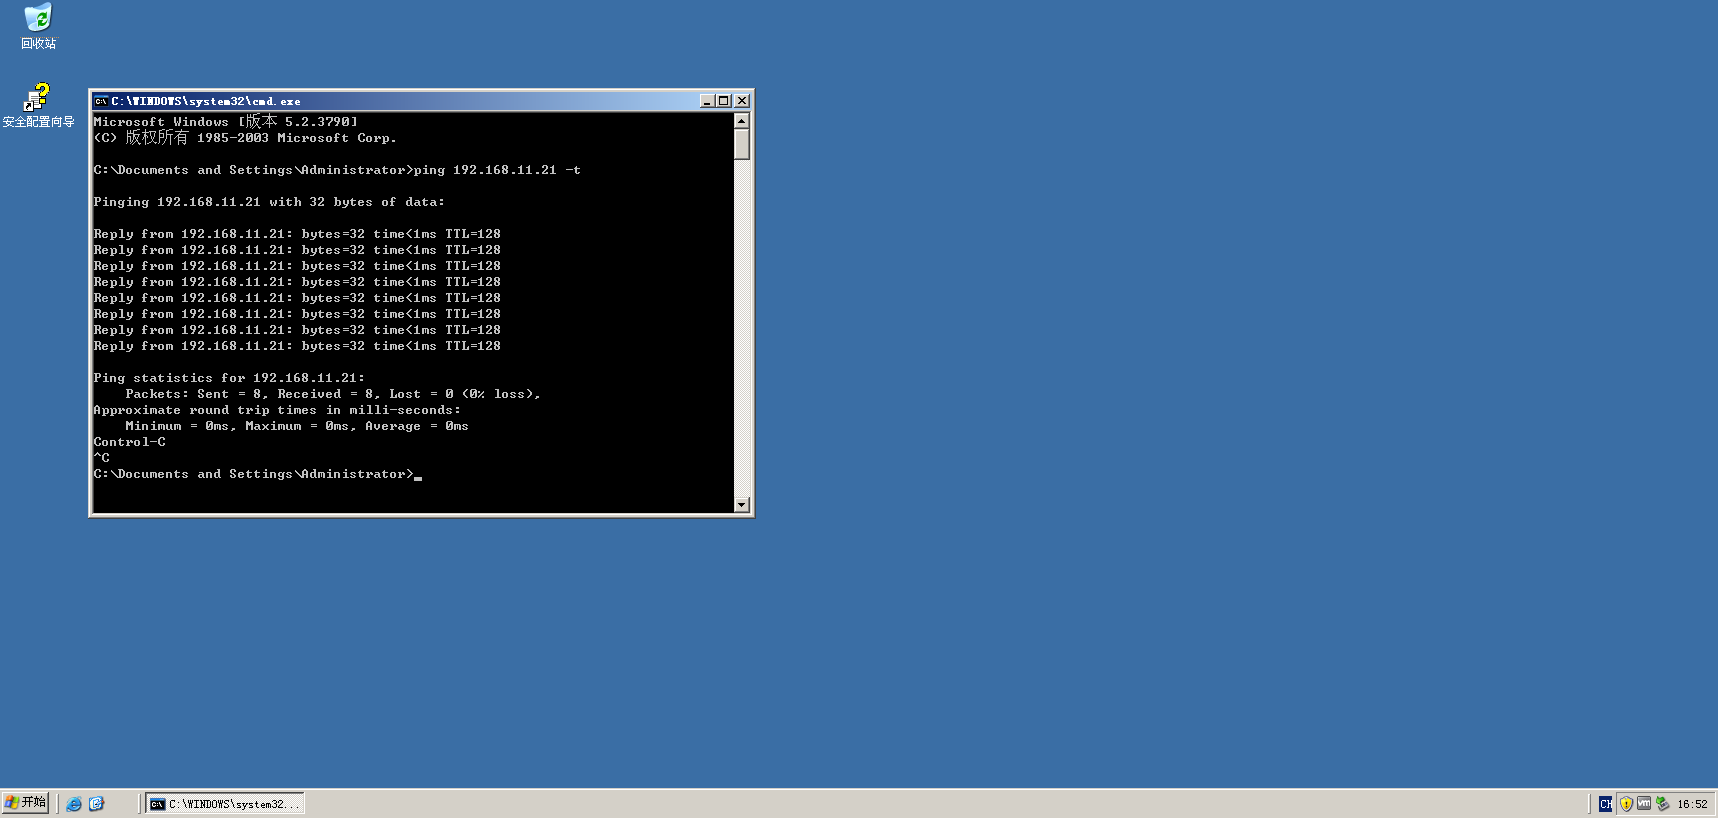 回收站
安全配置向导
C:\WINDOWS\system32\cmd.exe
Microsoft Windows [版本 5.2.3790]
(C) 版权所有 1985-2003 Microsoft Corp.
C:\Documents and Settings\Administrator>ping 192.168.11.21 -t
Pinging 192.168.11.21 with 32 bytes of data:
Reply from 192.168.11.21: bytes=32 time<1ms TTL=128
Reply from 192.168.11.21: bytes=32 time<1ms TTL=128
Reply from 192.168.11.21: bytes=32 time<1ms TTL=128
Reply from 192.168.11.21: bytes=32 time<1ms TTL=128
Reply from 192.168.11.21: bytes=32 time<1ms TTL=128
Reply from 192.168.11.21: bytes=32 time<1ms TTL=128
Reply from 192.168.11.21: bytes=32 time<1ms TTL=128
Reply from 192.168.11.21: bytes=32 time<1ms TTL=128
Ping statistics for 192.168.11.21:
    Packets: Sent = 8, Received = 8, Lost = 0 (0% loss),
Approximate round trip times in milli-seconds:
    Minimum = 0ms, Maximum = 0ms, Average = 0ms
Control-C
^C
C:\Documents and Settings\Administrator>_
开始
C:\WINDOWS\system32...
CH
vm
16:52